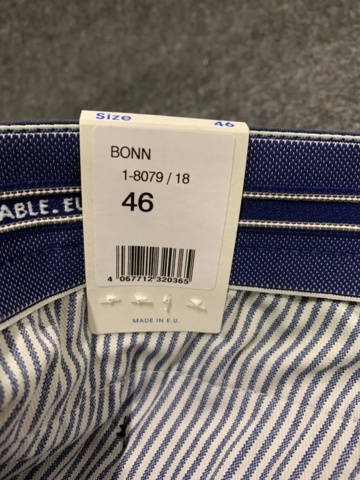 Size 46
BONN
1-8079 / 18
46
ABLE. EU
4 067712 320365
MADE IN E.U.